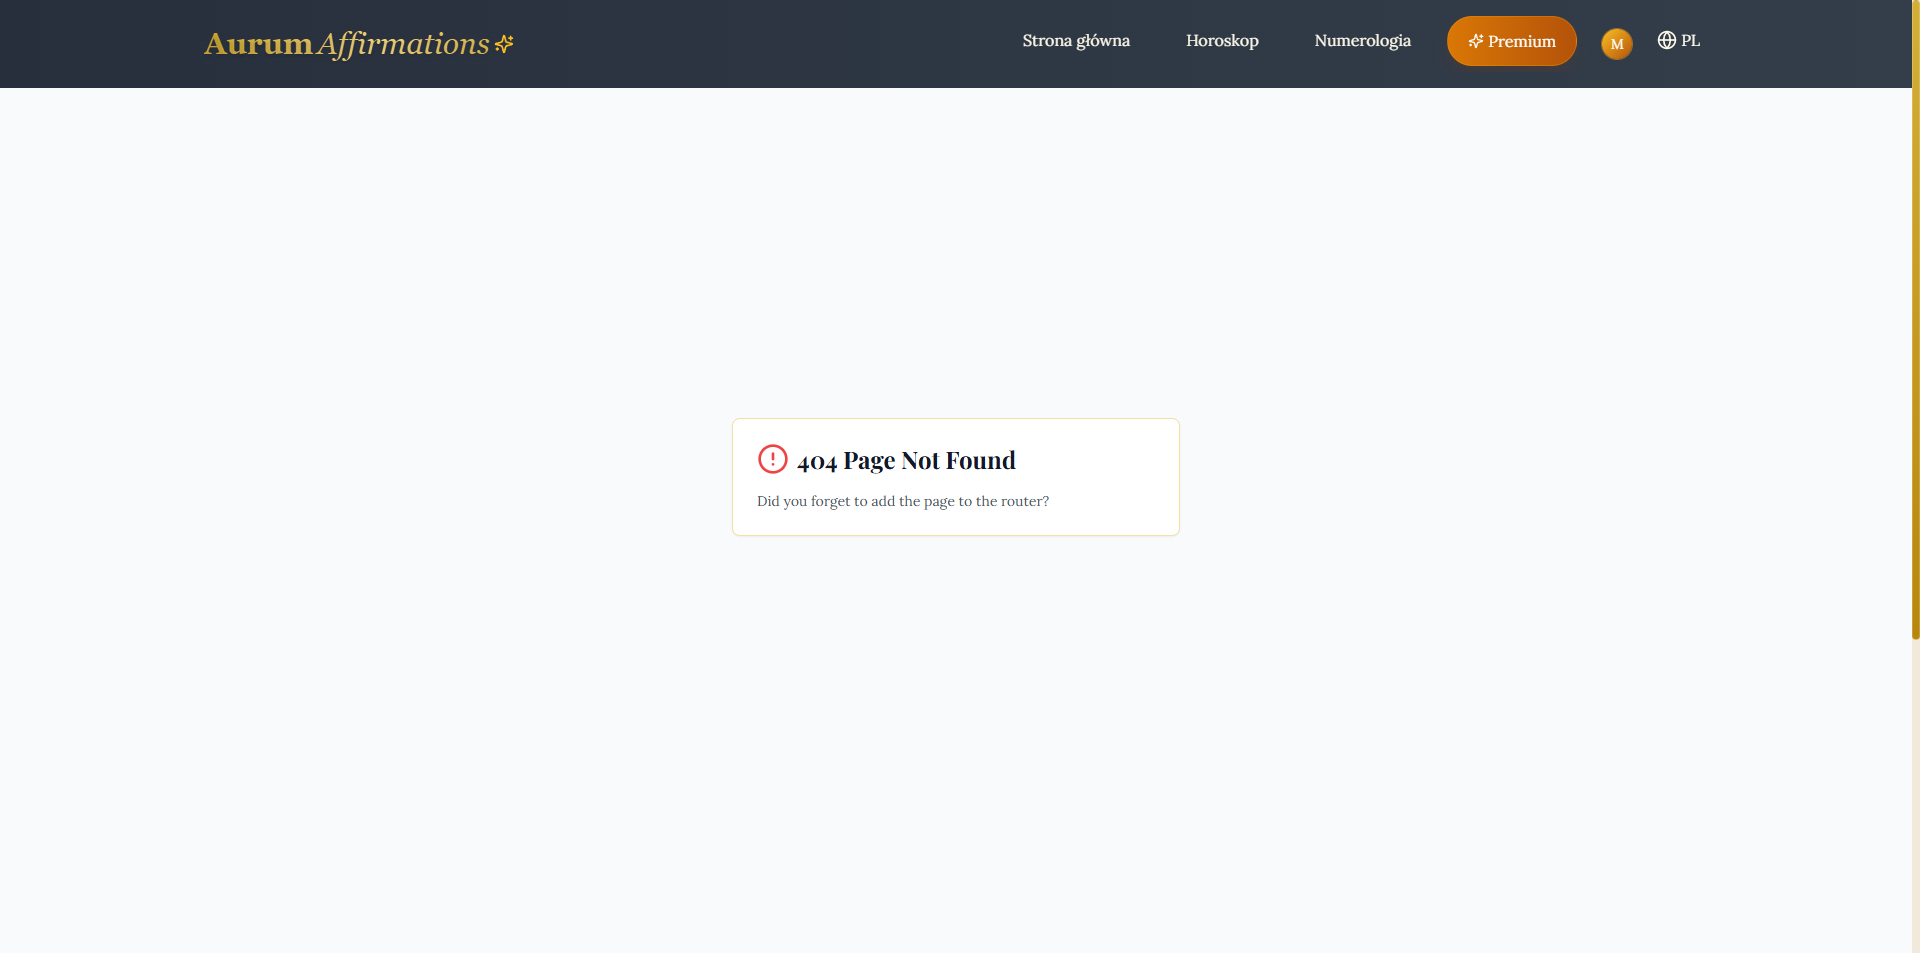 Aurum Affirmations
Strona główna
Horoskop
Numerologia
Premium
M
PL
404 Page Not Found
Did you forget to add the page to the router?